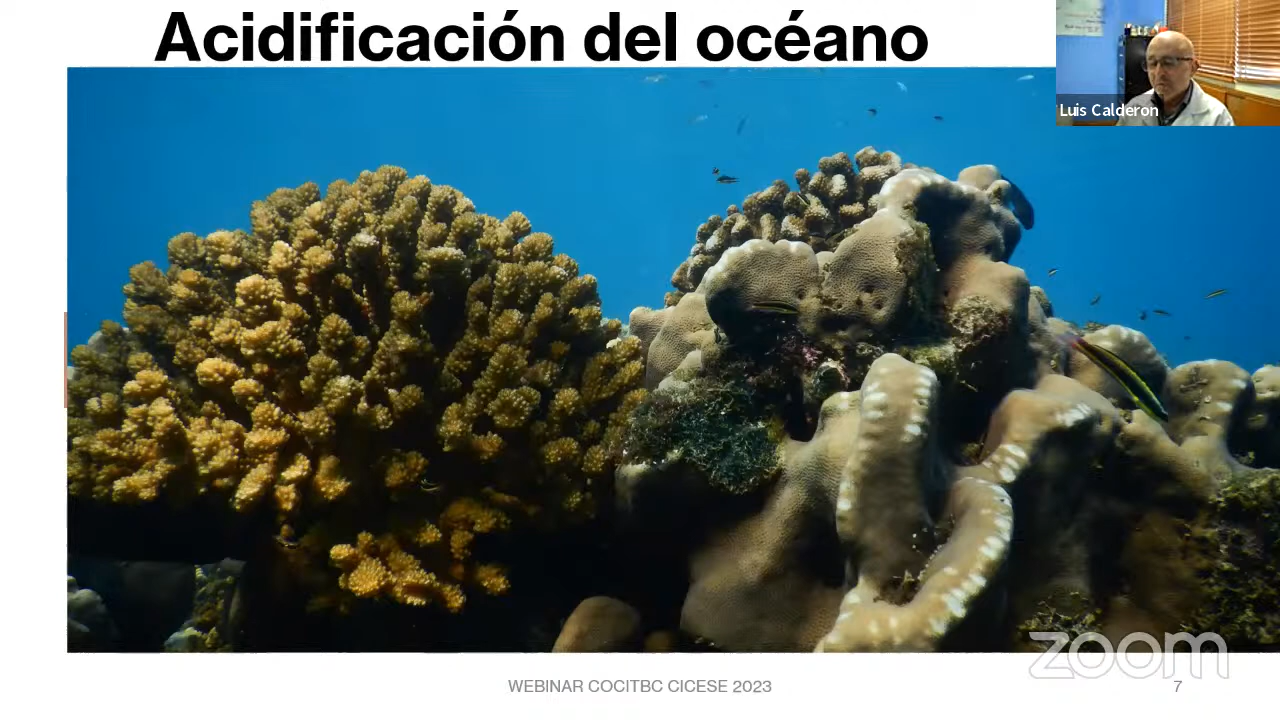 Acidificación del océano
Luis Calderon
zoom
WEBINAR COCITBC CICESE 2023
7